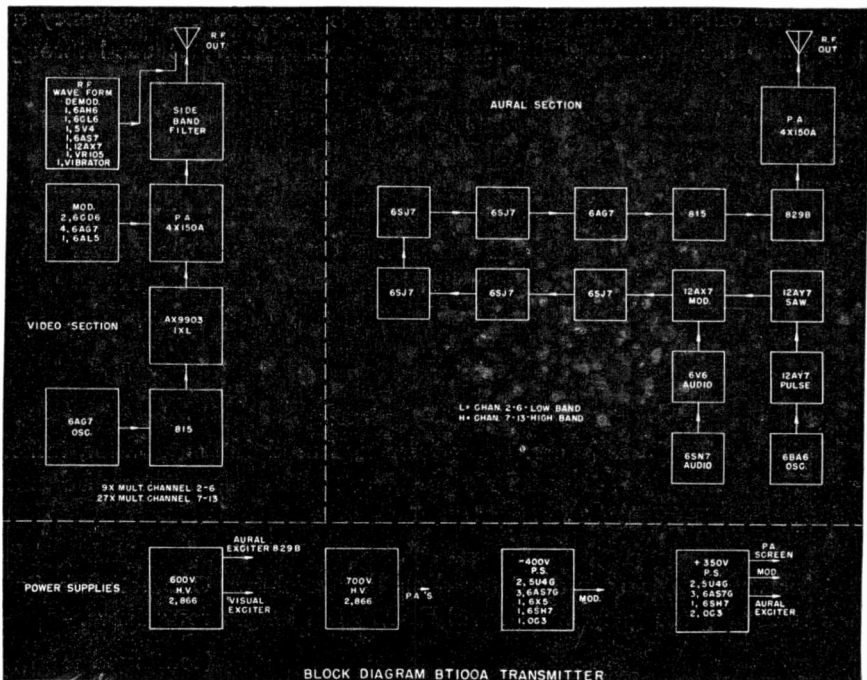 R.F.
OUT
R.F.
WAVE FORM
DEMOD.
1, 6AH6
1, 6CL6
1, 5V4
1, 6AS7
1, 12AX7
1, VR105
1, VIBRATOR
SIDE
BAND
FILTER
MOD.
2, 6CD6
4, 6AG7
1, 6AL5
P A
4X150A
VIDEO SECTION
AX9903
1XL
6AG7
OSC.
815
9X MULT. CHANNEL 2-6
27X MULT. CHANNEL 7-13
AURAL SECTION
R.F.
OUT
P.A
4X150A
6SJ7
6SJ7
6AG7
815
829B
6SJ7
6SJ7
6SJ7
12AX7
MOD.
12AY7
SAW.
6V6
AUDIO
12AY7
PULSE
L= CHAN. 2-6-LOW BAND
H= CHAN. 7-13-HIGH BAND
6SN7
AUDIO
6BA6
OSC.
POWER SUPPLIES
600V.
H.V.
2, 866
AURAL
EXCITER 829B
VISUAL
EXCITER
700V.
H.V.
2, 866
P.A'S
-400V
P.S.
2, 5U4G
3, 6AS7G
1, 6X5
1, 6SH7
1, OG3
MOD.
+350V
P.S.
2, 5U4G
3, 6AS7G
1, 6SH7
2, OG3
PA
SCREEN
MOD.
AURAL
EXCITER
BLOCK DIAGRAM BT100A TRANSMITTER